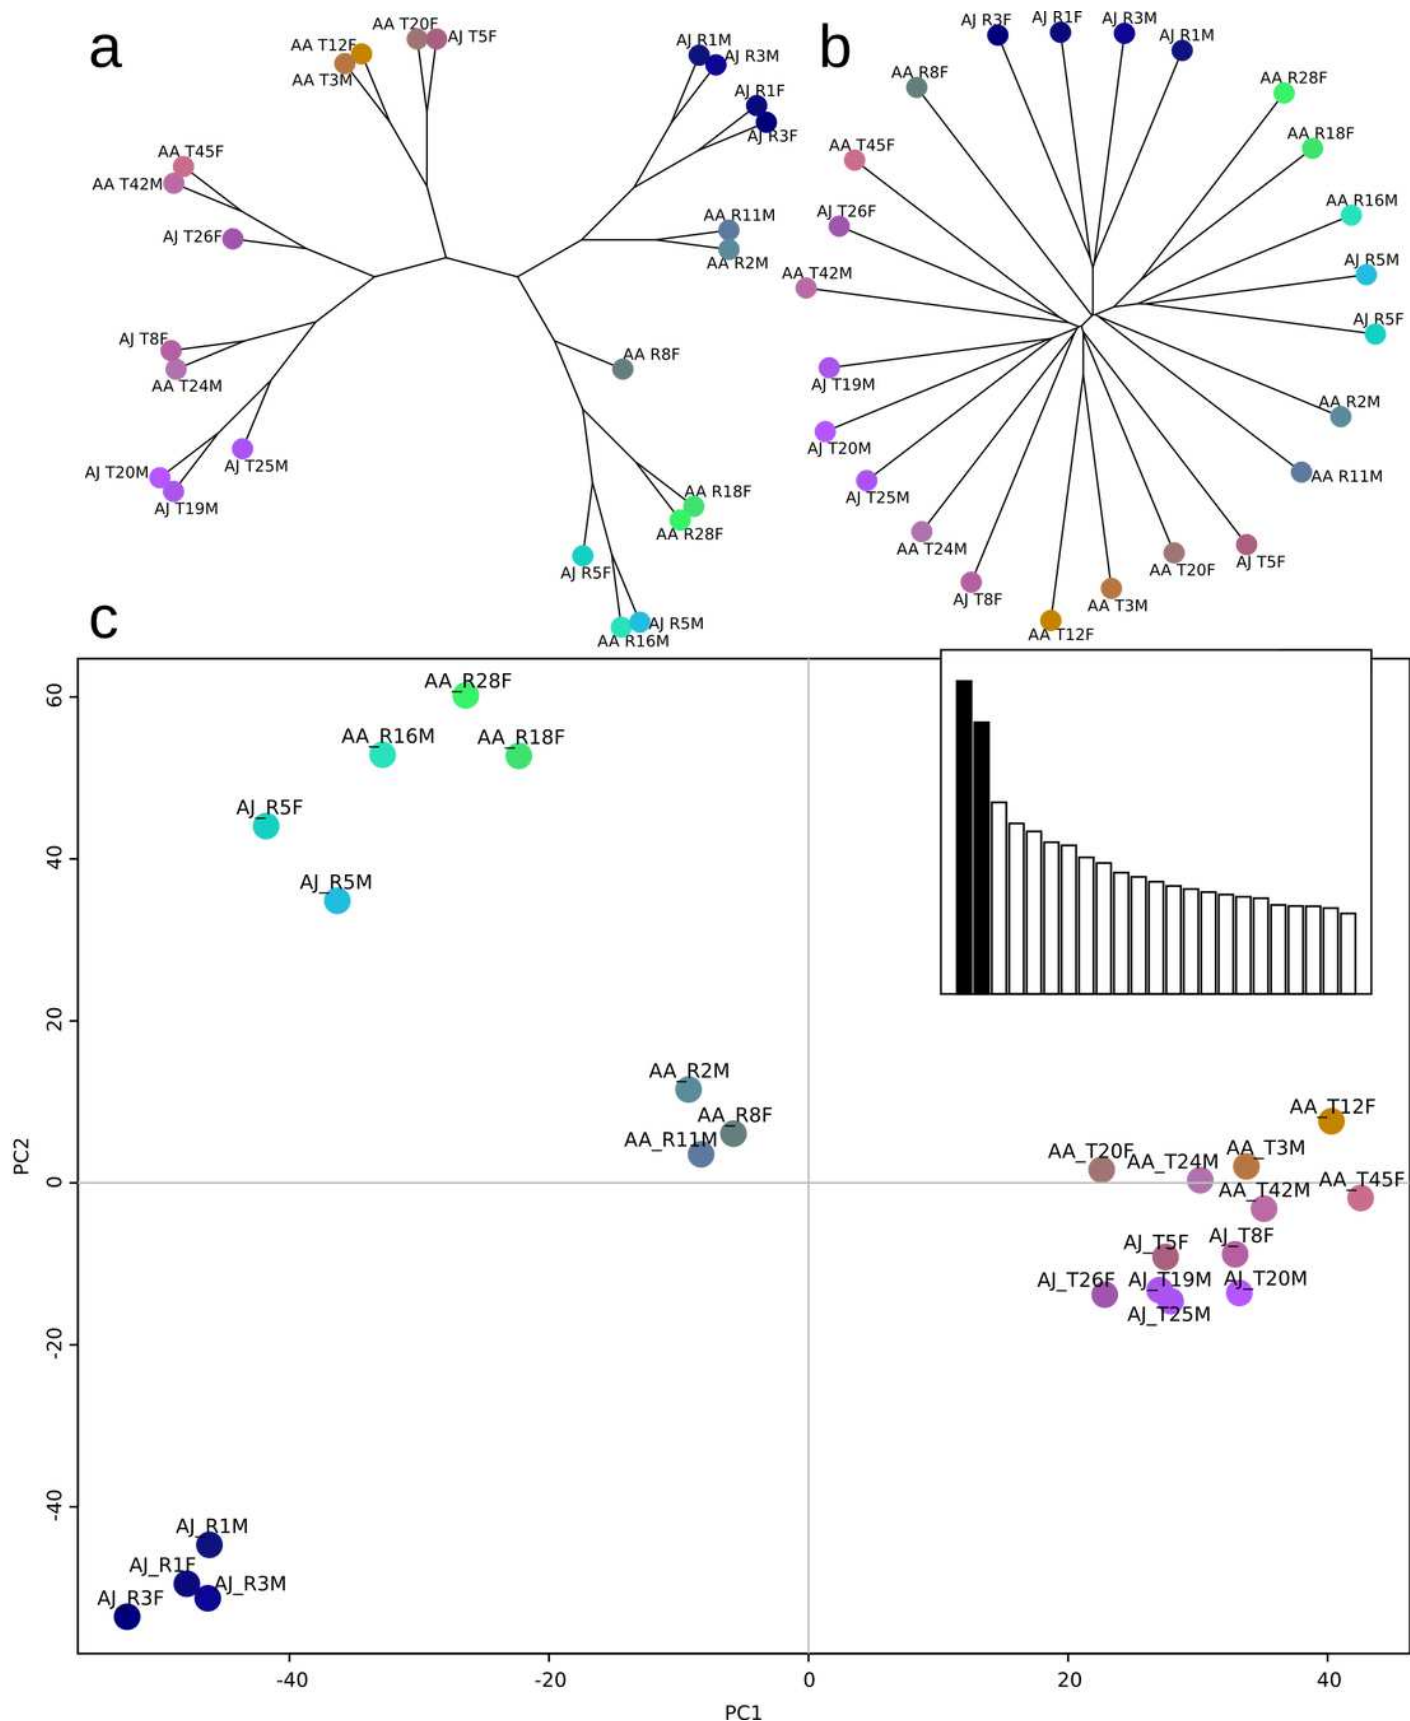 a
AA T20F
AJ T5F
AA T12F
AA T3M
AJ R1M
AJ R3M
AJ R1F
AJ R3F
AA T45F
AA T42M
AJ T26F
AA R11M
AA R2M
AJ T8F
AA T24M
AA R8F
AJ T20M
AJ T25M
AJ T19M
AA R18F
AA R28F
AJ R5F
AJ R5M
AA R16M
b
AJ R3F
AJ R1F
AJ R3M
AJ R1M
AA R8F
AA R28F
AA T45F
AA R18F
AJ T26F
AA R16M
AA T42M
AJ R5M
AJ R5F
AJ T19M
AA R2M
AJ T20M
AA R11M
AJ T25M
AA T24M
AJ T5F
AA T20F
AJ T8F
AA T3M
AA T12F
c
AA_R28F
AA_R16M
AA_R18F
AJ_R5F
AJ_R5M
AA_R2M
AA_R8F
AA_R11M
AA_T12F
AA_T20F
AA_T24M
AA_T3M
AA_T45F
AA_T42M
AJ_T5F
AJ_T8F
AJ_T26F
AJ_T19M
AJ_T20M
AJ_T25M
AJ_R1M
AJ_R1F
AJ_R3M
AJ_R3F
60
40
20
0
-20
-40
PC2
-40
-20
0
20
40
PC1